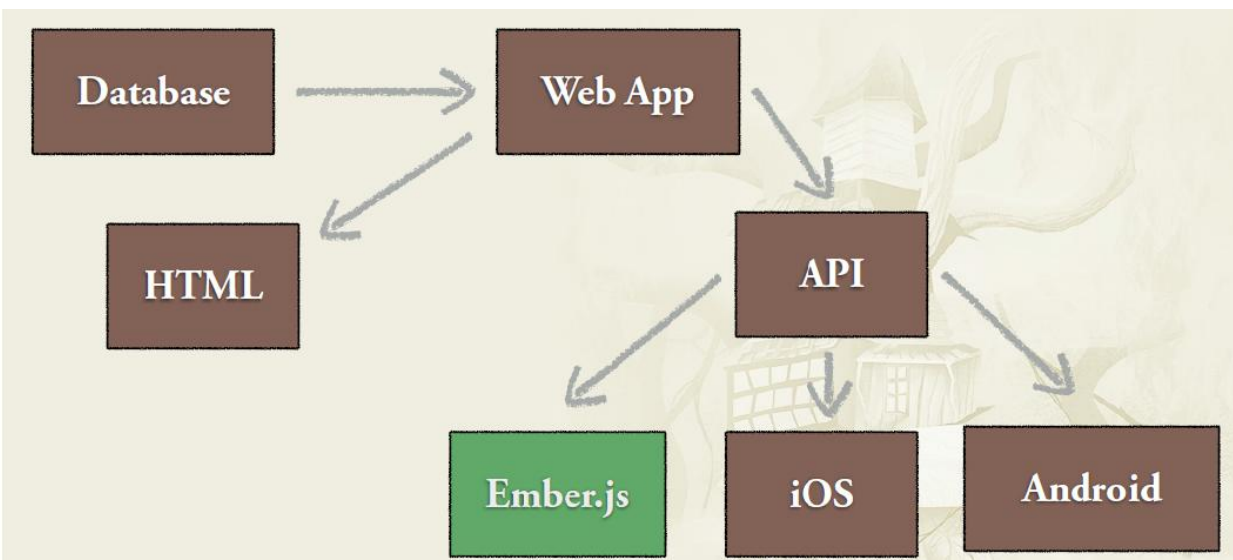 Database
Web App
HTML
API
Ember.js
iOS
Android